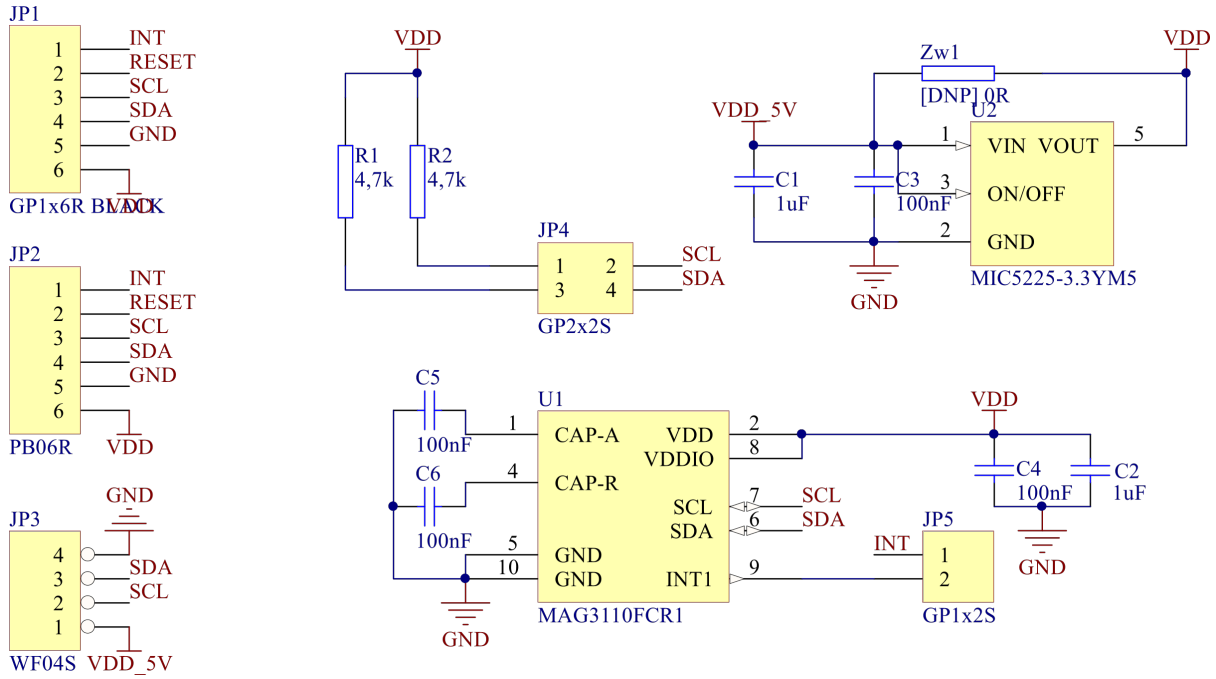 JP1
1 INT
2 RESET
3 SCL
4 SDA
5 GND
6
VDD
GP1x6R BLACK
JP2
1 INT
2 RESET
3 SCL
4 SDA
5 GND
6
VDD
PB06R
GND
JP3
4
3 SDA
2 SCL
1
WF04S VDD_5V
VDD
R1 R2
4,7k 4,7k
JP4
1 2 SCL
3 4 SDA
GP2x2S
VDD
Zw1
[DNP] 0R
U2
VDD_5V
1 VIN VOUT 5
C1 C3
1uF 100nF
3 ON/OFF
2 GND
MIC5225-3.3YM5
GND
C5
100nF
C6
100nF
U1
1 CAP-A VDD 2
VDDIO 8
4 CAP-R
SCL 7 SCL
SDA 6 SDA
5 GND
10 GND INT1 9
MAG3110FCR1
GND
VDD
C4 C2
100nF 1uF
GND
JP5
INT 1
2
GP1x2S